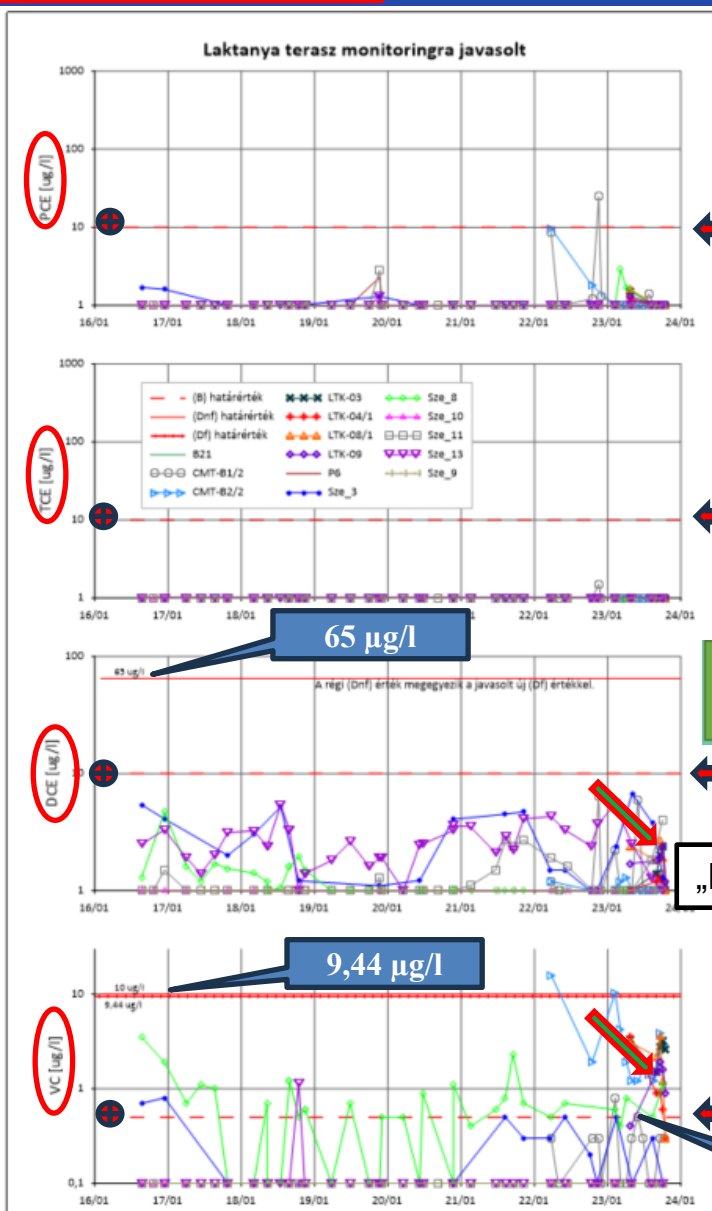 Laktanya terasz monitoringra javasolt
PCE [ug/l]
1000
100
10
1
16/01 17/01 18/01 19/01 20/01 21/01 22/01 23/01 24/01
TCE [ug/l]
1000
100
10
1
(B) határérték
(Dnf) határérték
(Df) határérték
B21
CMT-B1/2
CMT-B2/2
LTK-03
LTK-04/1
LTK-08/1
LTK-09
P6
Sze_3
Sze_8
Sze_10
Sze_11
Sze_13
Sze_9
16/01 17/01 18/01 19/01 20/01 21/01 22/01 23/01 24/01
65 µg/l
DCE [ug/l]
100
65 ug/l
A régi (Dnf) érték megegyezik a javasolt új (Df) értékkel.
10
1
16/01 17/01 18/01 19/01 20/01 21/01 22/01 23/01 24/01
9,44 µg/l
VC [ug/l]
10 ug/l
10
9,44 ug/l
1
0,1
16/01 17/01 18/01 19/01 20/01 21/01 22/01 23/01 24/01